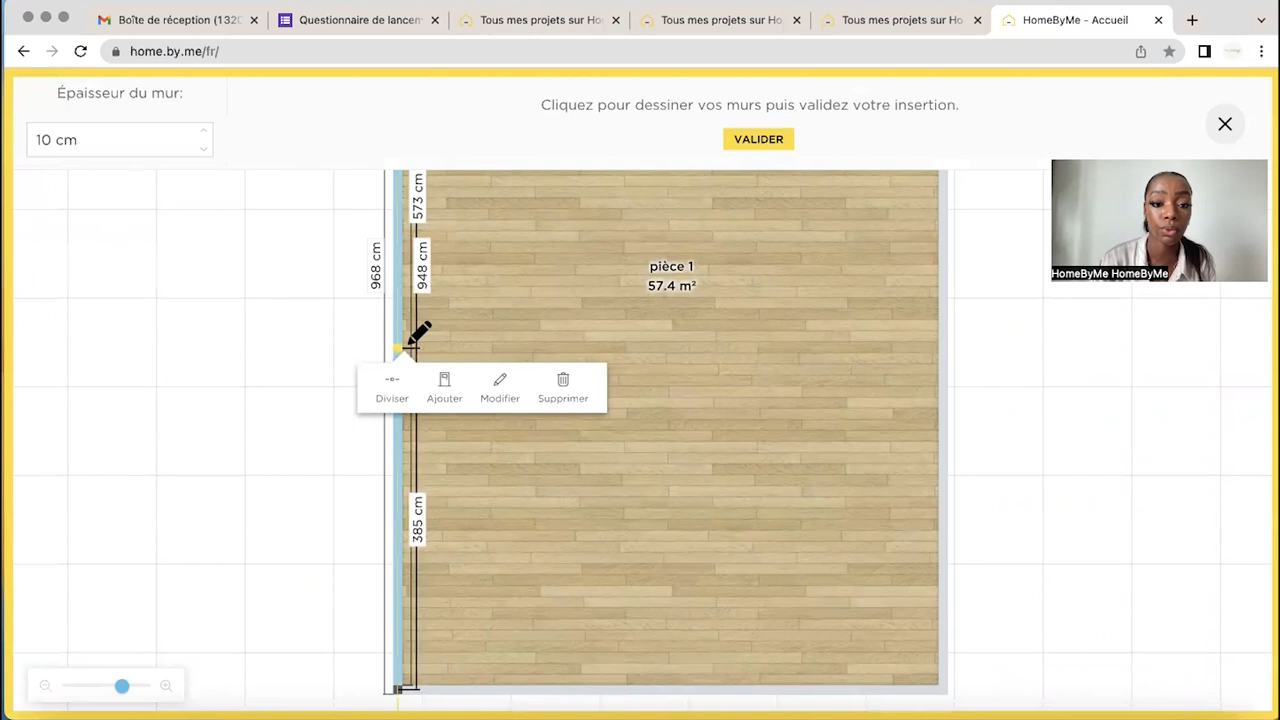 Boîte de réception (1320
Questionnaire de lancem
Tous mes projets sur Ho
Tous mes projets sur Ho
Tous mes projets sur Ho
HomeByMe - Accueil
home.by.me/fr/
Épaisseur du mur:
10 cm
Cliquez pour dessiner vos murs puis validez votre insertion.
VALIDER
573 cm
968 cm
948 cm
pièce 1
57.4 m²
HomeByMe HomeByMe
Diviser
Ajouter
Modifier
Supprimer
385 cm